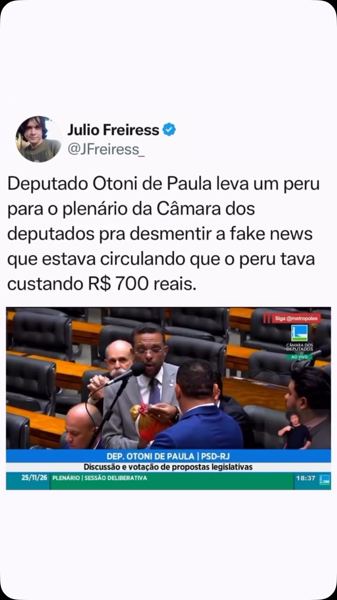 Julio Freiress
@JFreiress_
Deputado Otoni de Paula leva um peru
para o plenário da Câmara dos
deputados pra desmentir a fake news
que estava circulando que o peru tava
custando R$ 700 reais.
Siga @metropoles
CÂMARA DOS
DEPUTADOS
AO VIVO
DEP. OTONI DE PAULA | PSD-RJ
Discussão e votação de propostas legislativas
25/11/26 PLENÁRIO | SESSÃO DELIBERATIVA 18:37